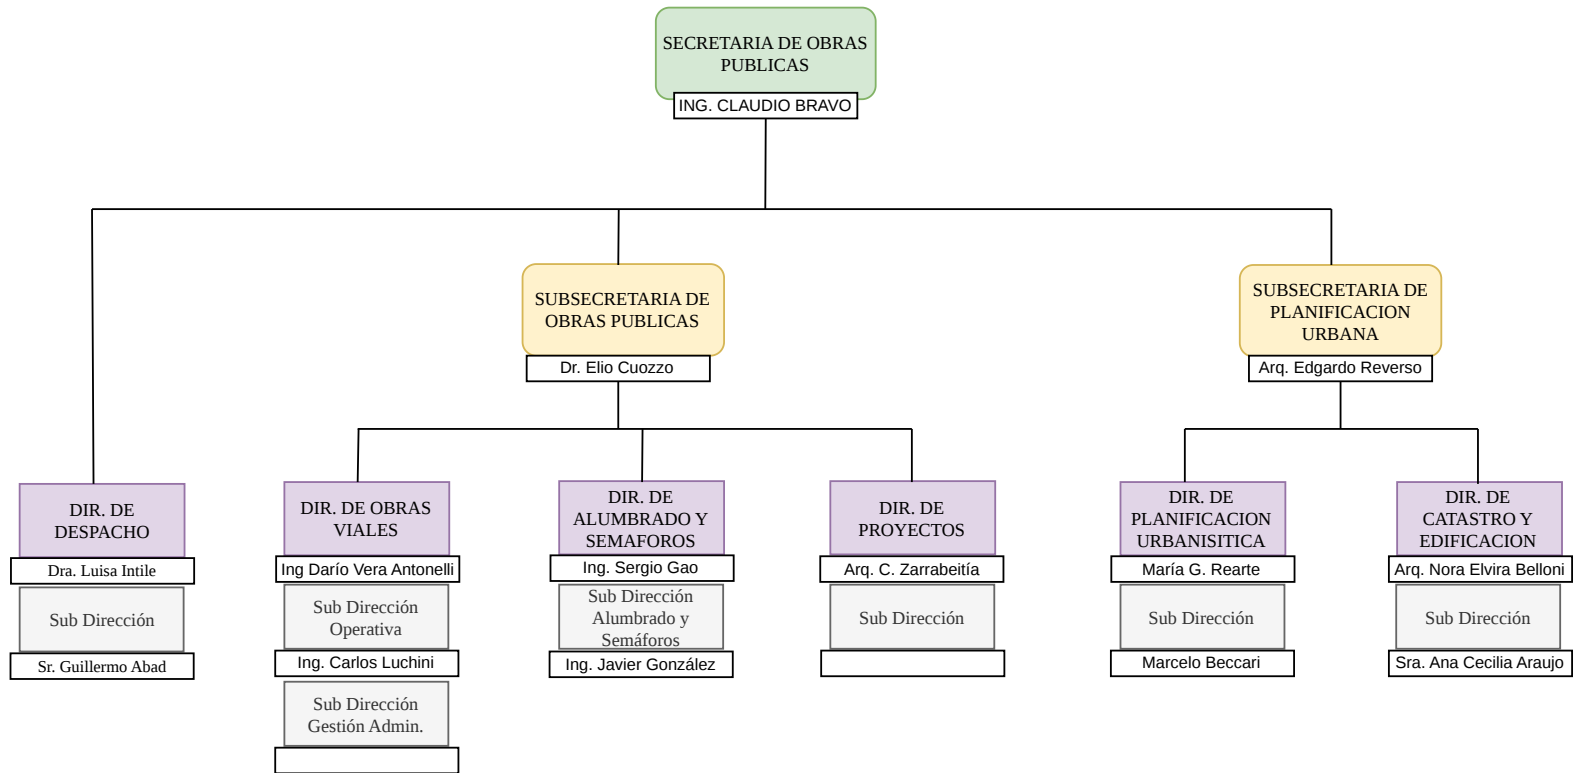 SECRETARIA DE OBRAS
PUBLICAS
ING. CLAUDIO BRAVO
SUBSECRETARIA DE
OBRAS PUBLICAS
Dr. Elio Cuozzo
SUBSECRETARIA DE
PLANIFICACION
URBANA
Arq. Edgardo Reverso
DIR. DE
DESPACHO
Dra. Luisa Intile
Sub Dirección
Sr. Guillermo Abad
DIR. DE OBRAS
VIALES
Ing Darío Vera Antonelli
Sub Dirección
Operativa
Ing. Carlos Luchini
Sub Dirección
Gestión Admin.
DIR. DE
ALUMBRADO Y
SEMAFOROS
Ing. Sergio Gao
Sub Dirección
Alumbrado y
Semáforos
Ing. Javier González
DIR. DE
PROYECTOS
Arq. C. Zarrabeitía
Sub Dirección
DIR. DE
PLANIFICACION
URBANISITICA
María G. Rearte
Sub Dirección
Marcelo Beccari
DIR. DE
CATASTRO Y
EDIFICACION
Arq. Nora Elvira Belloni
Sub Dirección
Sra. Ana Cecilia Araujo